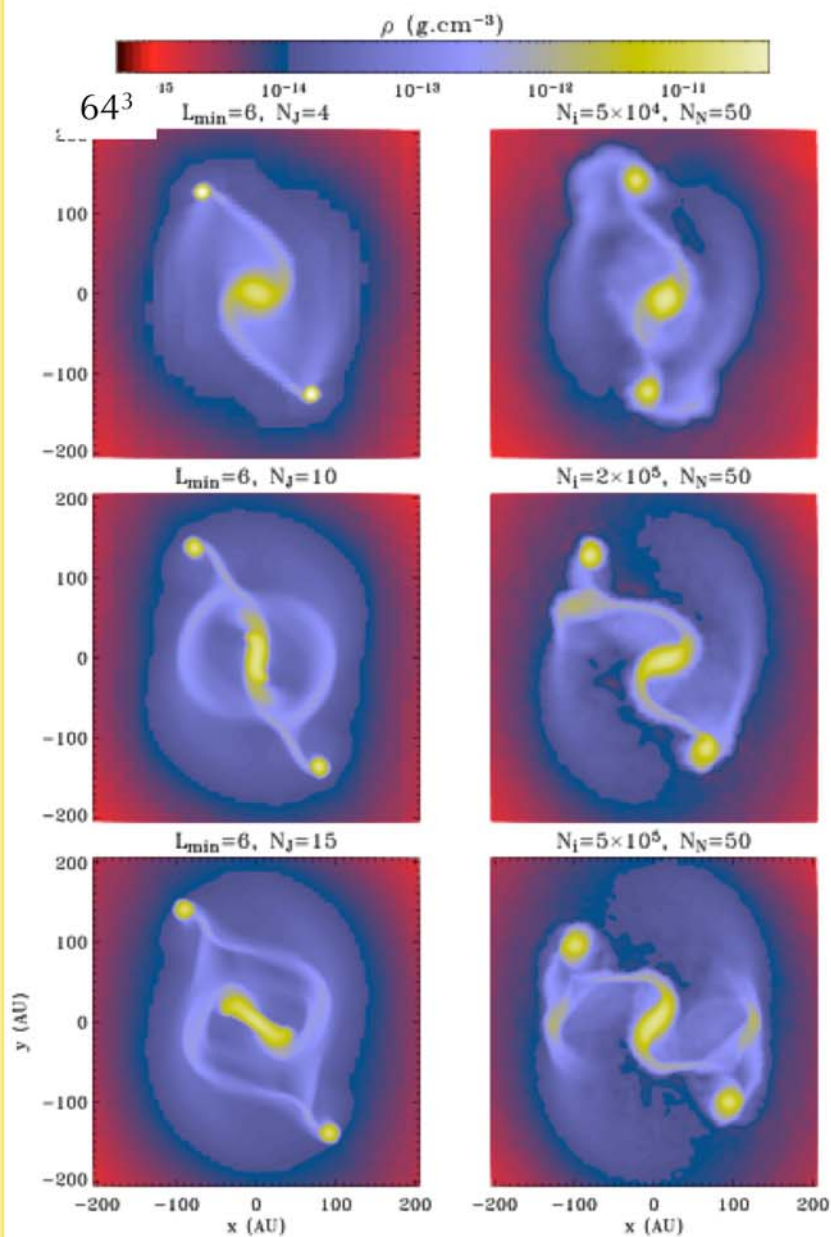 ρ (g.cm⁻³)
10⁻¹⁴ 10⁻¹³ 10⁻¹² 10⁻¹¹
64³
L_min=6, N_J=4
N_i=5×10⁴, N_N=50
100
0
−100
−200
L_min=6, N_J=10
N_i=2×10⁵, N_N=50
200
100
0
−100
−200
L_min=6, N_J=15
N_i=5×10⁵, N_N=50
200
100
0
−100
−200
y (AU)
−200 −100 0 100 −200 −100 0 100 200
x (AU) x (AU)